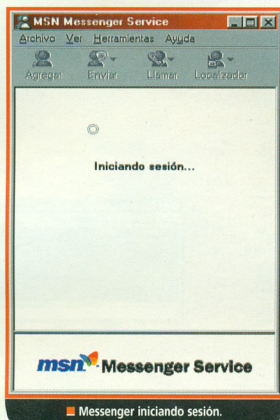 MSN Messenger Service
Archivo Ver Herramientas Ayuda
Agregar Enviar Llamar Localizador
Iniciando sesión...
msn Messenger Service
Messenger iniciando sesión.